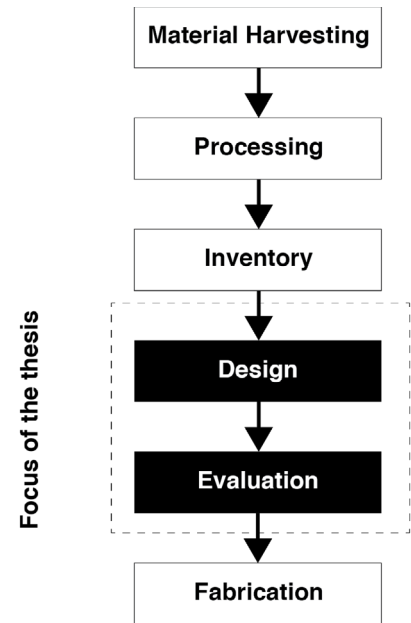 Material Harvesting
Processing
Inventory
Focus of the thesis
Design
Evaluation
Fabrication